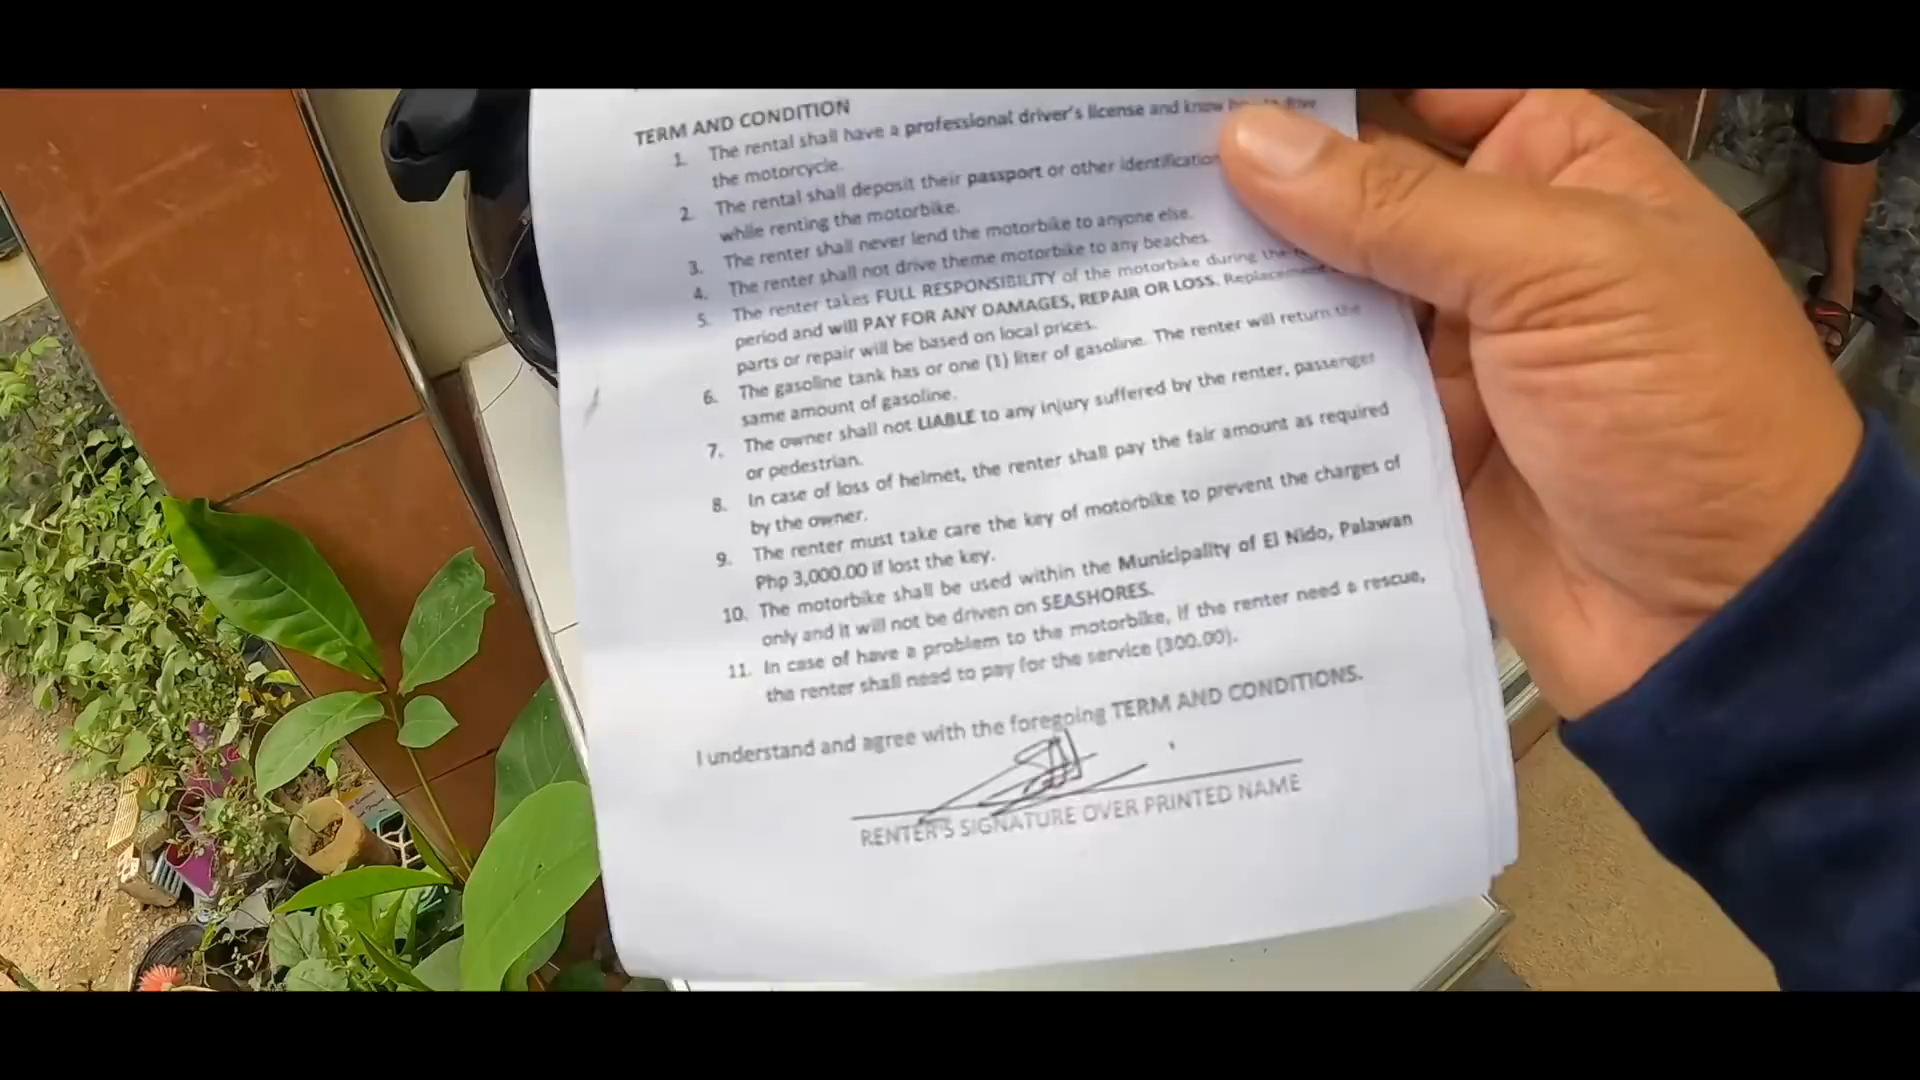 TERM AND CONDITION
1. The rental shall have a professional driver's license and know how to drive
the motorcycle.
2. The rental shall deposit their passport or other identification
while renting the motorbike.
3. The renter shall never lend the motorbike to anyone else.
4. The renter shall not drive theme motorbike to any beaches.
5. The renter takes FULL RESPONSIBILITY of the motorbike during the
period and will PAY FOR ANY DAMAGES, REPAIR OR LOSS. Replacement
parts or repair will be based on local prices.
6. The gasoline tank has or one (1) liter of gasoline. The renter will return the
same amount of gasoline.
7. The owner shall not LIABLE to any injury suffered by the renter, passenger
or pedestrian.
8. In case of loss of helmet, the renter shall pay the fair amount as required
by the owner.
9. The renter must take care the key of motorbike to prevent the charges of
Php 3,000.00 if lost the key.
10. The motorbike shall be used within the Municipality of El Nido, Palawan
only and it will not be driven on SEASHORES.
11. In case of have a problem to the motorbike, if the renter need a rescue,
the renter shall need to pay for the service (300.00).
I understand and agree with the foregoing TERM AND CONDITIONS.
RENTER'S SIGNATURE OVER PRINTED NAME